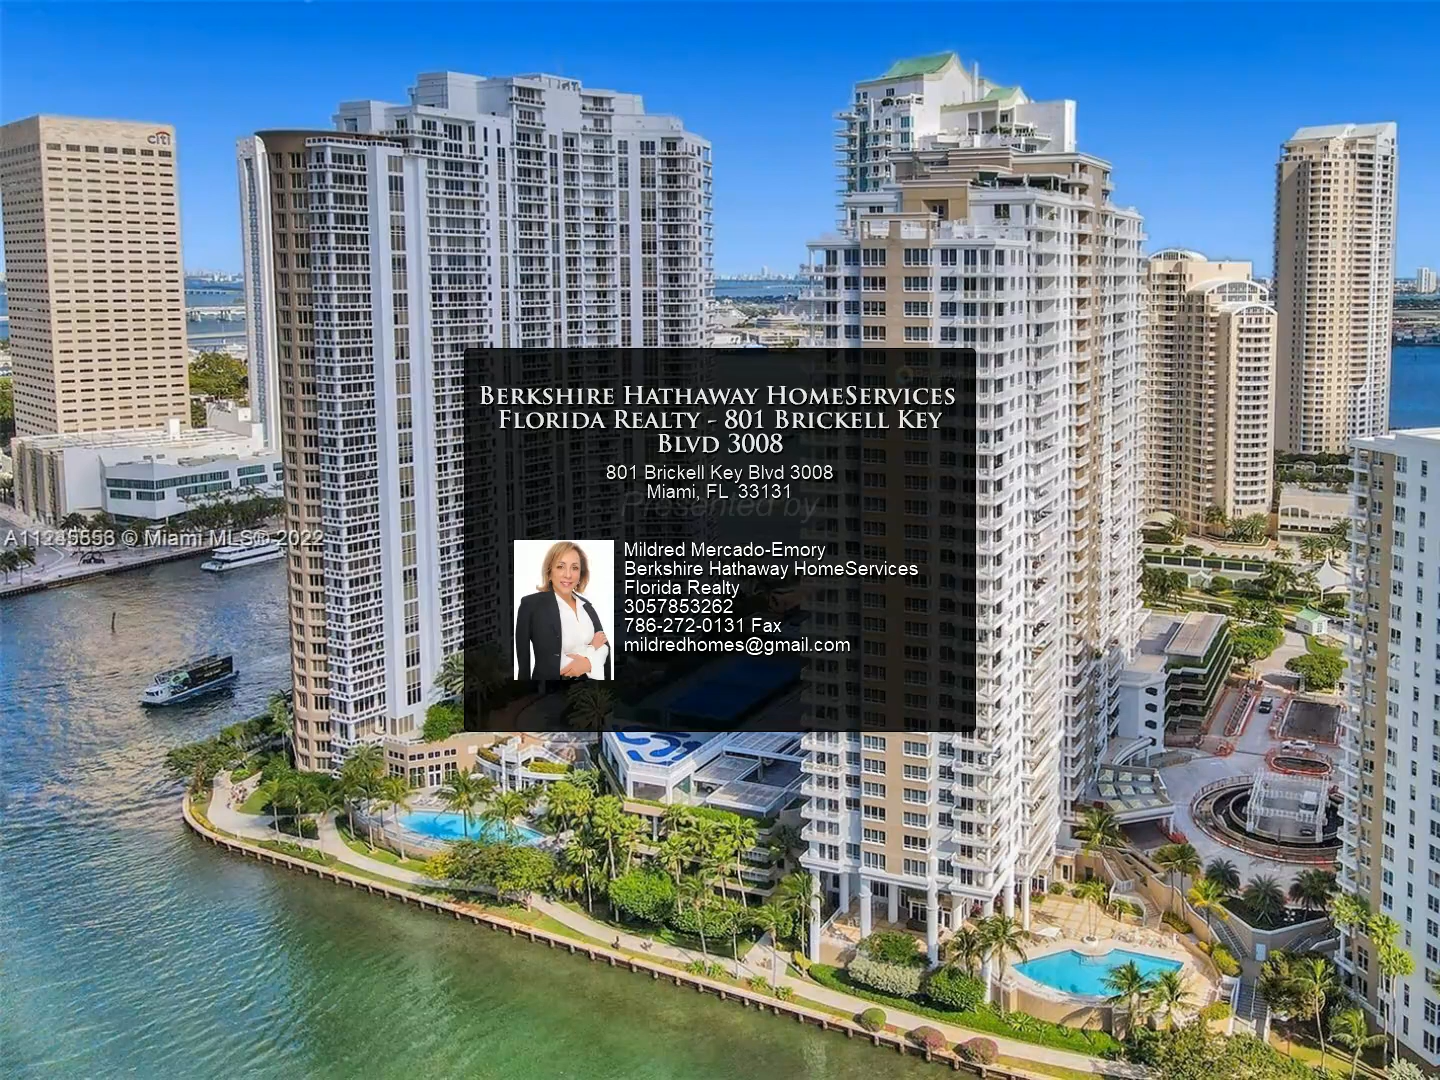 citi
BERKSHIRE HATHAWAY HOMESERVICES
FLORIDA REALTY - 801 BRICKELL KEY
BLVD 3008
801 Brickell Key Blvd 3008
Miami, FL 33131
Presented by
© Miami MLS® 2022
Mildred Mercado-Emory
Berkshire Hathaway HomeServices
Florida Realty
3057853262
786-272-0131 Fax
mildredhomes@gmail.com